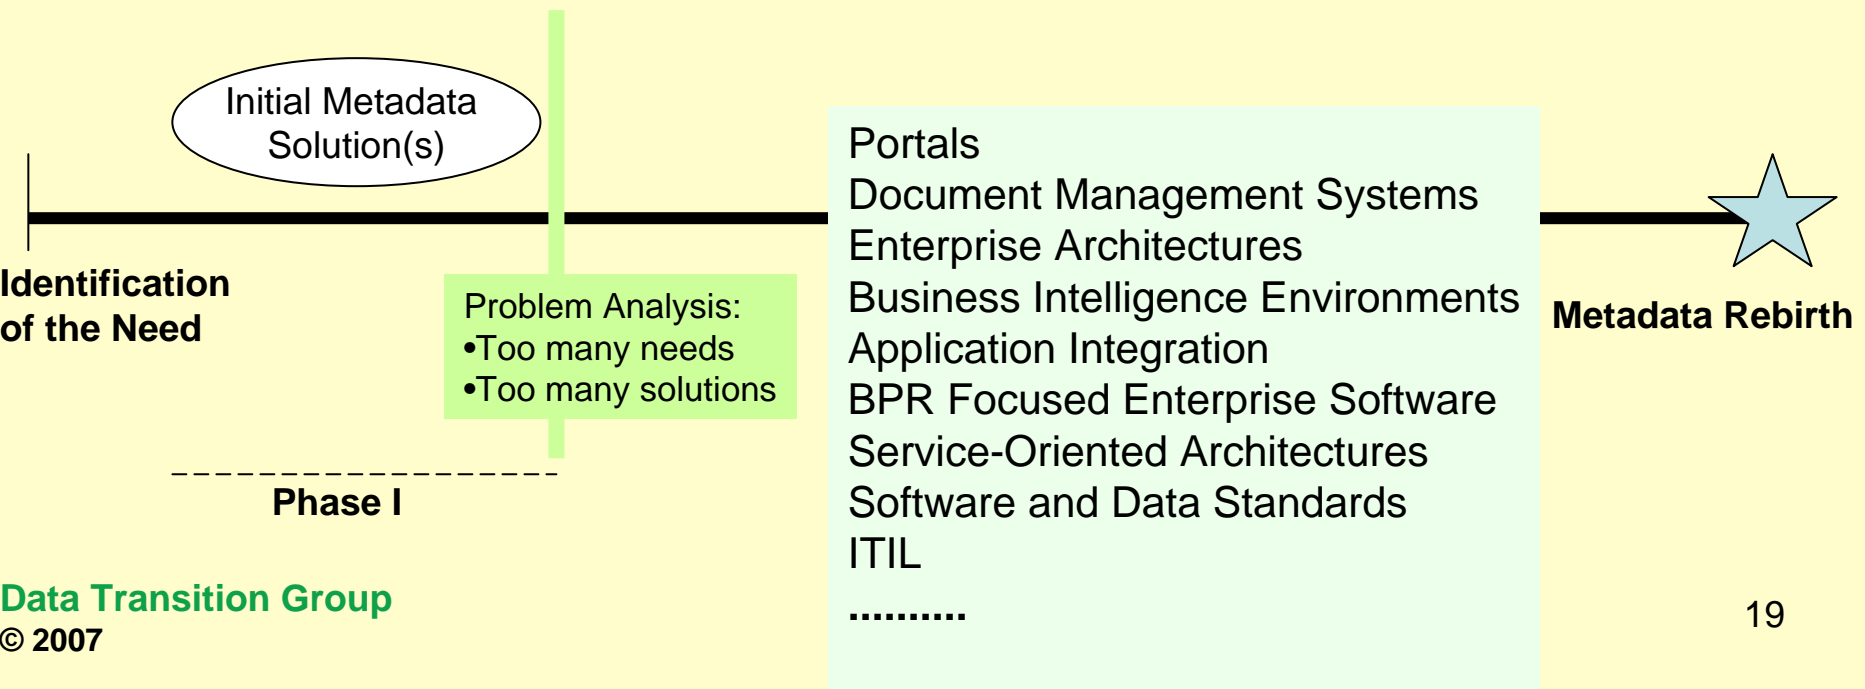 Initial Metadata
Solution(s)
Identification
of the Need
Problem Analysis:
•Too many needs
•Too many solutions
Phase I
Portals
Document Management Systems
Enterprise Architectures
Business Intelligence Environments
Application Integration
BPR Focused Enterprise Software
Service-Oriented Architectures
Software and Data Standards
ITIL
..........
Metadata Rebirth
Data Transition Group
© 2007
19